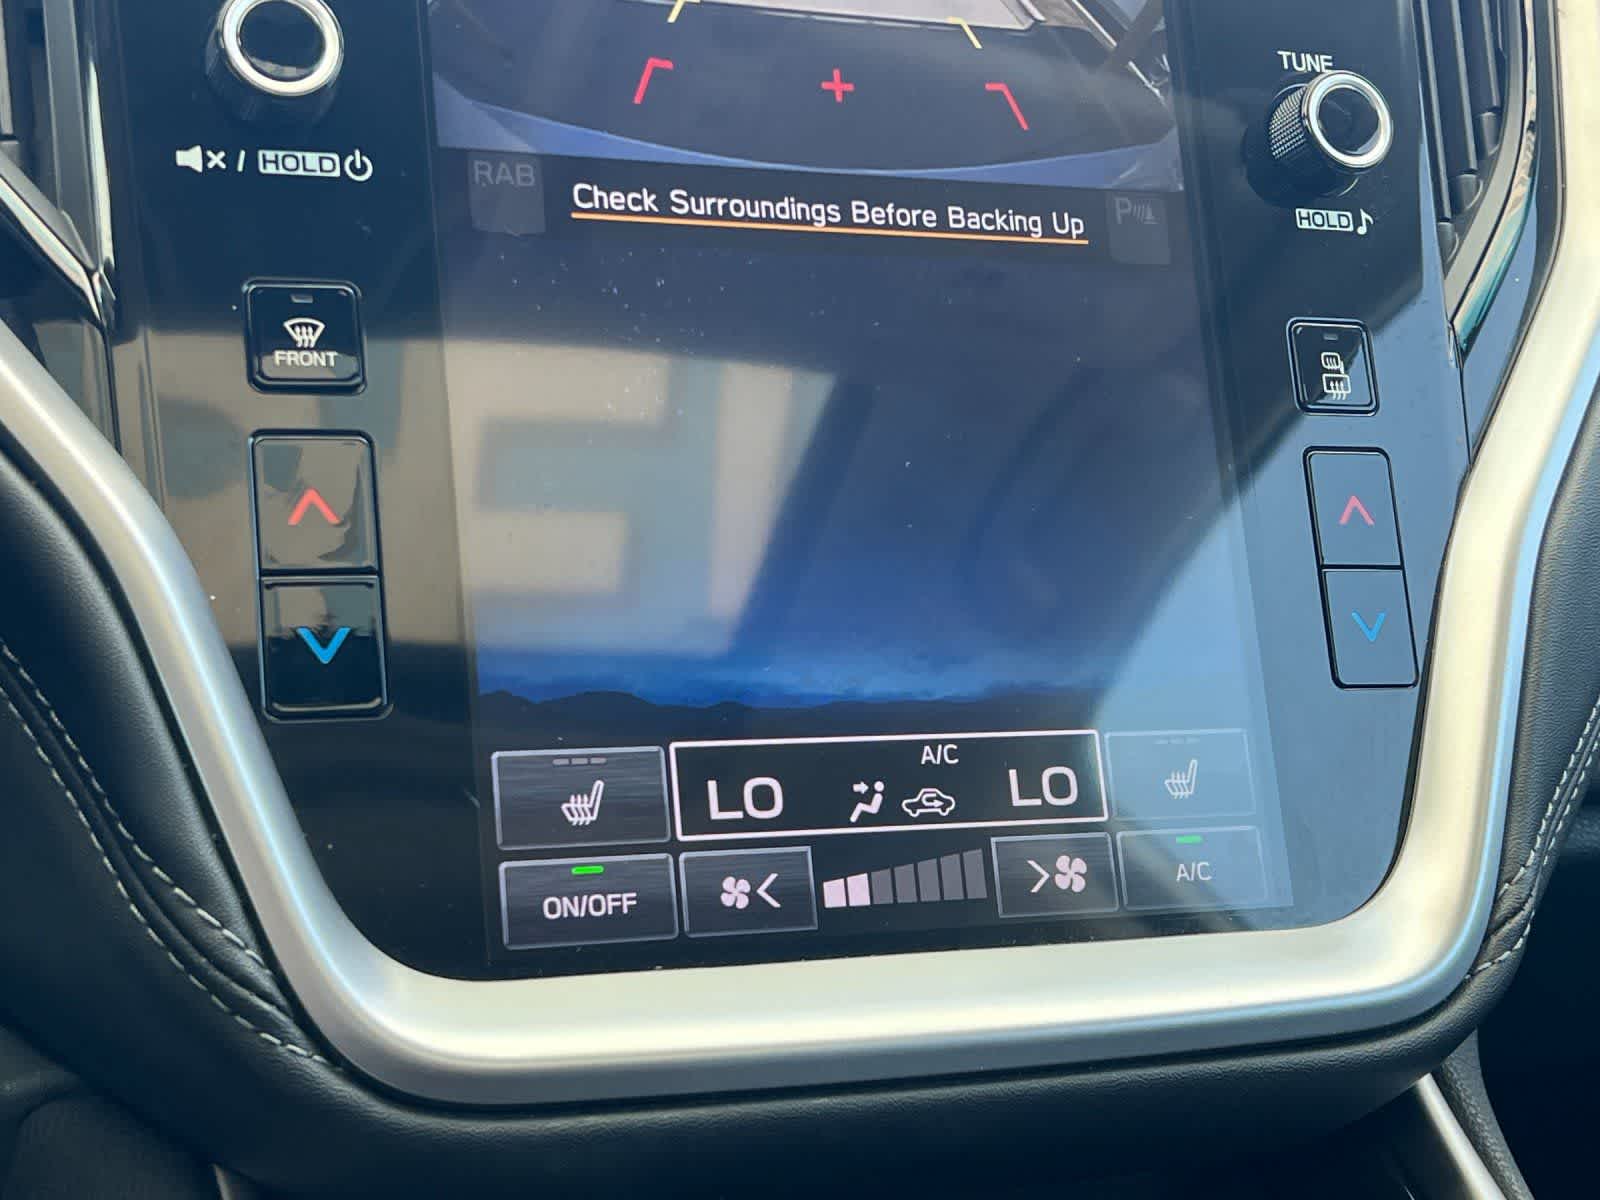 TUNE
/ HOLD
HOLD
RAB
Check Surroundings Before Backing Up
P
FRONT
A/C
LO
LO
ON/OFF
A/C